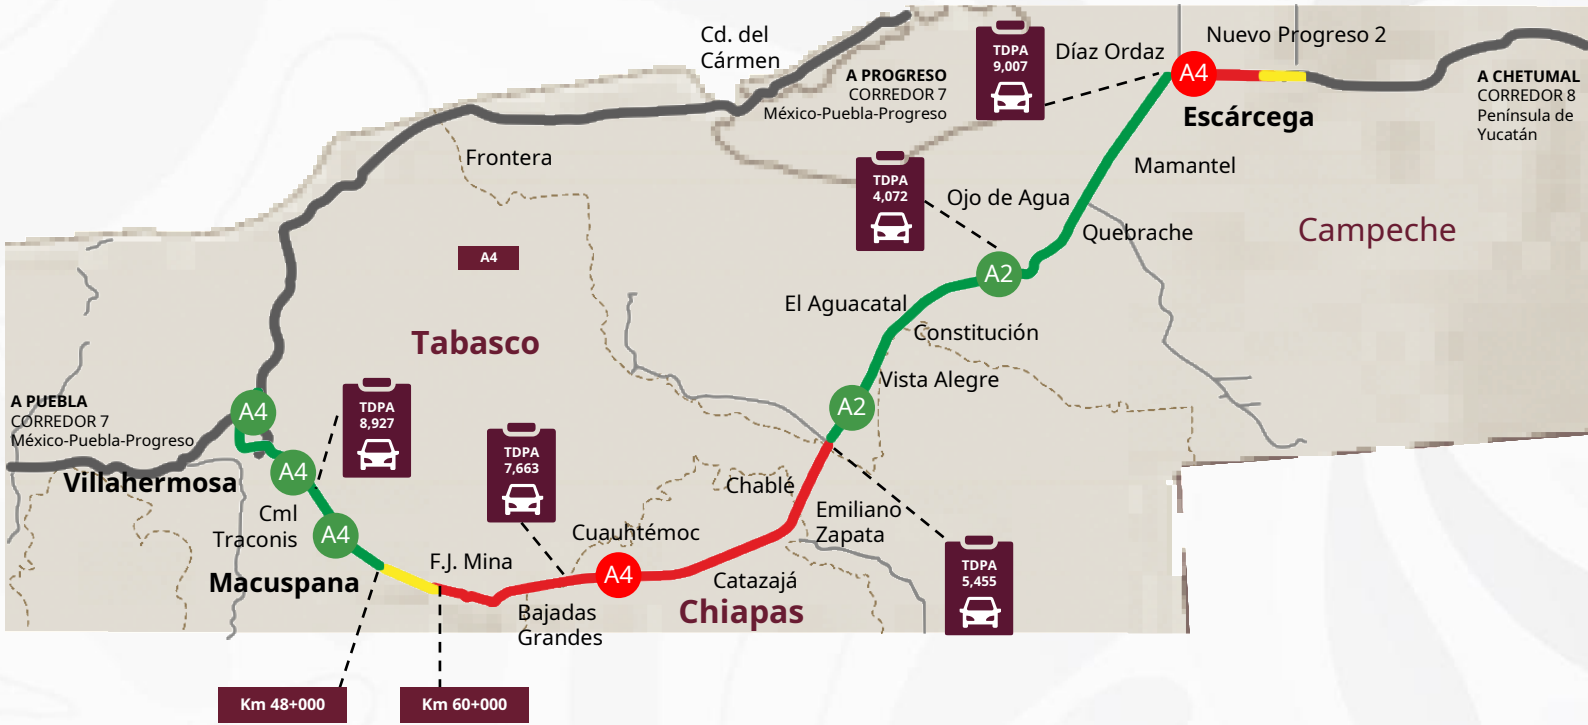 Cd. del
Cármen
TDPA
9,007
Díaz Ordaz
Nuevo Progreso 2
A4
Escárcega
A PROGRESO
CORREDOR 7
México-Puebla-Progreso
A CHETUMAL
CORREDOR 8
Península de
Yucatán
Frontera
Mamantel
TDPA
4,072
Ojo de Agua
Quebrache
Campeche
A4
A2
El Aguacatal
Constitución
Tabasco
Vista Alegre
A2
A PUEBLA
CORREDOR 7
México-Puebla-Progreso
A4
TDPA
8,927
Villahermosa
A4
TDPA
7,663
Chablé
Cml
Traconis
A4
Emiliano
Zapata
Cuauhtémoc
F.J. Mina
Macuspana
A4
Catazajá
Chiapas
Bajadas
Grandes
TDPA
5,455
Km 48+000
Km 60+000